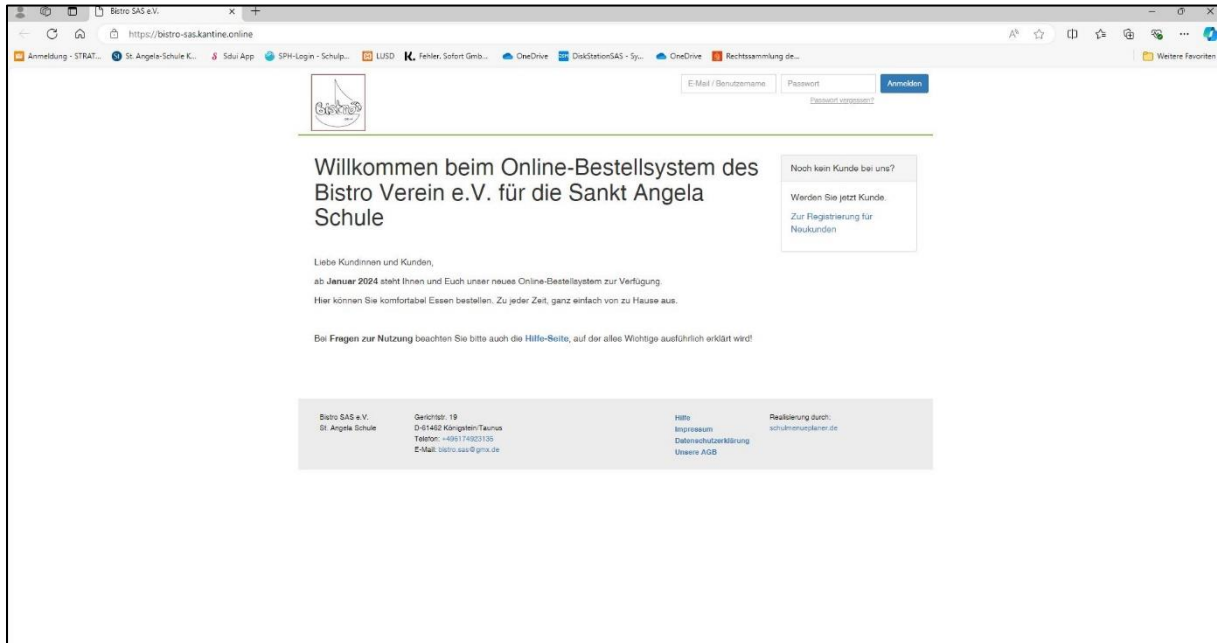 Bistro SAS e.V.
https://bistro-sas.kantine.online
Anmeldung - STRAT...
St. Angela-Schule K...
Sdui App
SPH-Login - Schulp...
LUSD
Fehler. Sofort Gmb...
OneDrive
DiskStationSAS - Sy...
OneDrive
Rechtssammlung de...
Weitere Favoriten
Bistro
E-Mail / Benutzername
Passwort
Anmelden
Passwort vergessen?
Willkommen beim Online-Bestellsystem des
Bistro Verein e.V. für die Sankt Angela
Schule
Noch kein Kunde bei uns?
Werden Sie jetzt Kunde.
Zur Registrierung für
Neukunden
Liebe Kundinnen und Kunden,
ab Januar 2024 steht Ihnen und Euch unser neues Online-Bestellsystem zur Verfügung.
Hier können Sie komfortabel Essen bestellen. Zu jeder Zeit, ganz einfach von zu Hause aus.
Bei Fragen zur Nutzung beachten Sie bitte auch die Hilfe-Seite, auf der alles Wichtige ausführlich erklärt wird!
Bistro SAS e.V.
St. Angela Schule
Gerichtstr. 19
D-61462 Königstein/Taunus
Telefon: +496174923135
E-Mail: bistro.sas@gmx.de
Hilfe
Impressum
Datenschutzerklärung
Unsere AGB
Realisierung durch:
schulmenueplaner.de